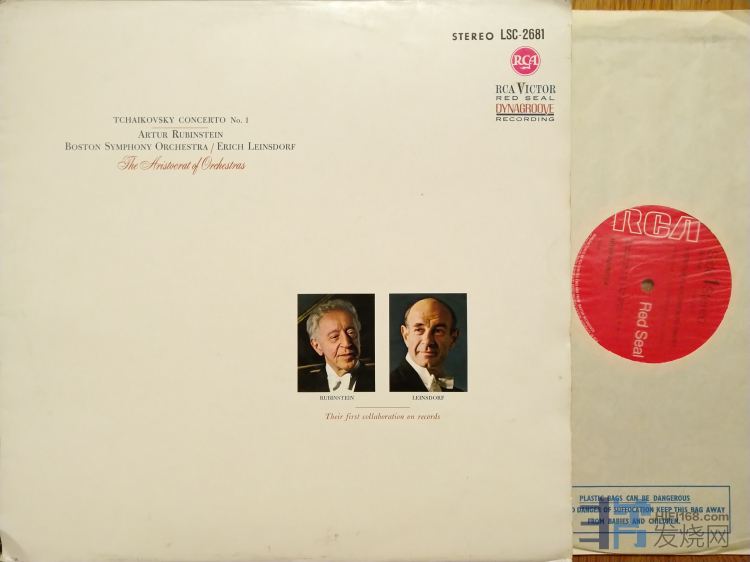 STEREO LSC-2681
RCA
RCA VICTOR
RED SEAL
DYNAGROOVE
RECORDING
TCHAIKOVSKY CONCERTO No. 1
ARTUR RUBINSTEIN
BOSTON SYMPHONY ORCHESTRA / ERICH LEINSDORF
The Aristocrat of Orchestras
RUBINSTEIN
LEINSDORF
Their first collaboration on records
RCA
Red Seal
PLASTIC BAGS CAN BE DANGEROUS
DANGER OF SUFFOCATION KEEP THIS BAG AWAY
FROM BABIES AND CHILDREN.
HIFI168.com
发烧网